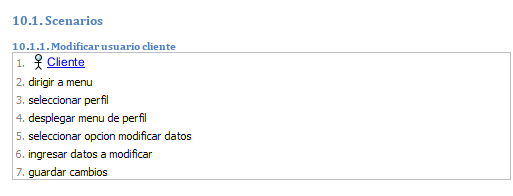 10.1. Scenarios
10.1.1. Modificar usuario cliente
1. Cliente
2. dirigir a menu
3. seleccionar perfil
4. desplegar menu de perfil
5. seleccionar opcion modificar datos
6. ingresar datos a modificar
7. guardar cambios